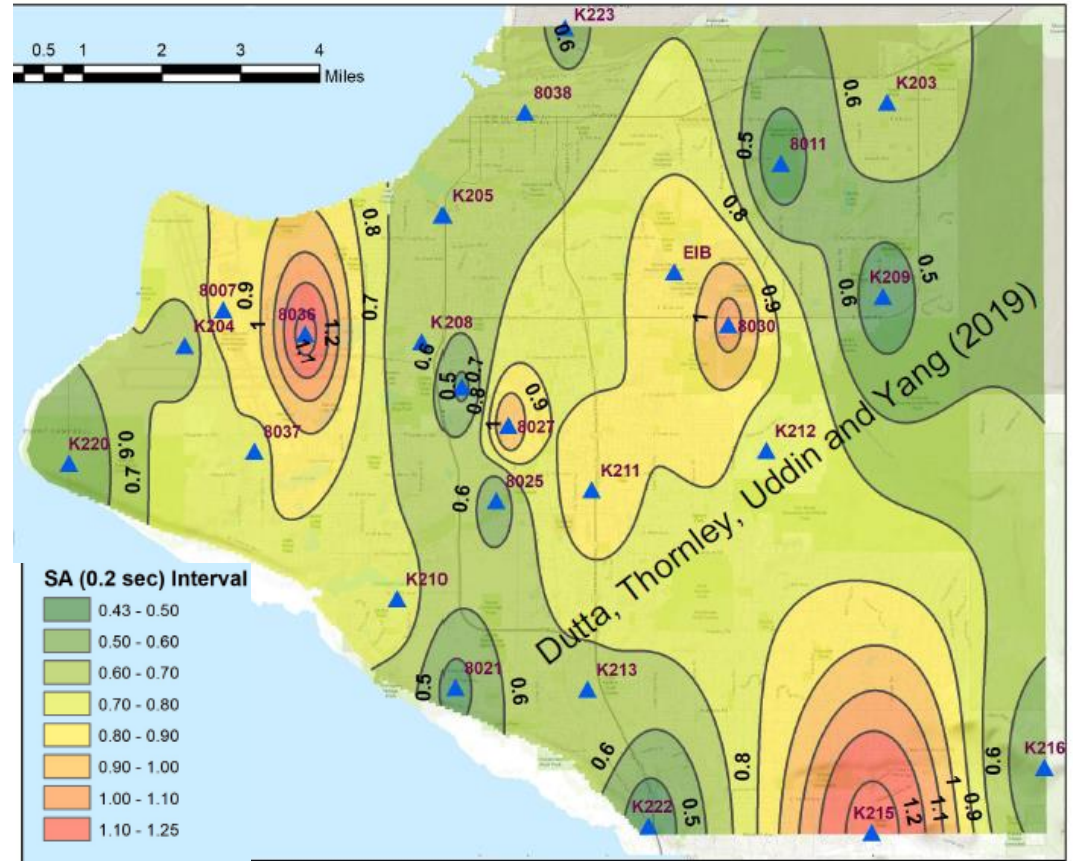 K223
0.5 1 2 3 4
Miles
0.6
8038
K203
0.6
0.5
8011
K205
0.8
0.8
EIB
K209
0.5
0.6
8007
0.9
K204
1
8036
1.2
1.1
0.7
K208
0.6
0.5
0.7
0.8
0.9
1
8027
1
0.9
8030
K220
0.6
0.7
8037
8025
0.6
K211
K212
Dutta, Thornley, Uddin and Yang (2019)
K210
8021
0.5
0.6
K213
0.6
K222
0.5
0.8
K215
1.2
1.1
1
0.9
0.6
K216
SA (0.2 sec) Interval
0.43 - 0.50
0.50 - 0.60
0.60 - 0.70
0.70 - 0.80
0.80 - 0.90
0.90 - 1.00
1.00 - 1.10
1.10 - 1.25